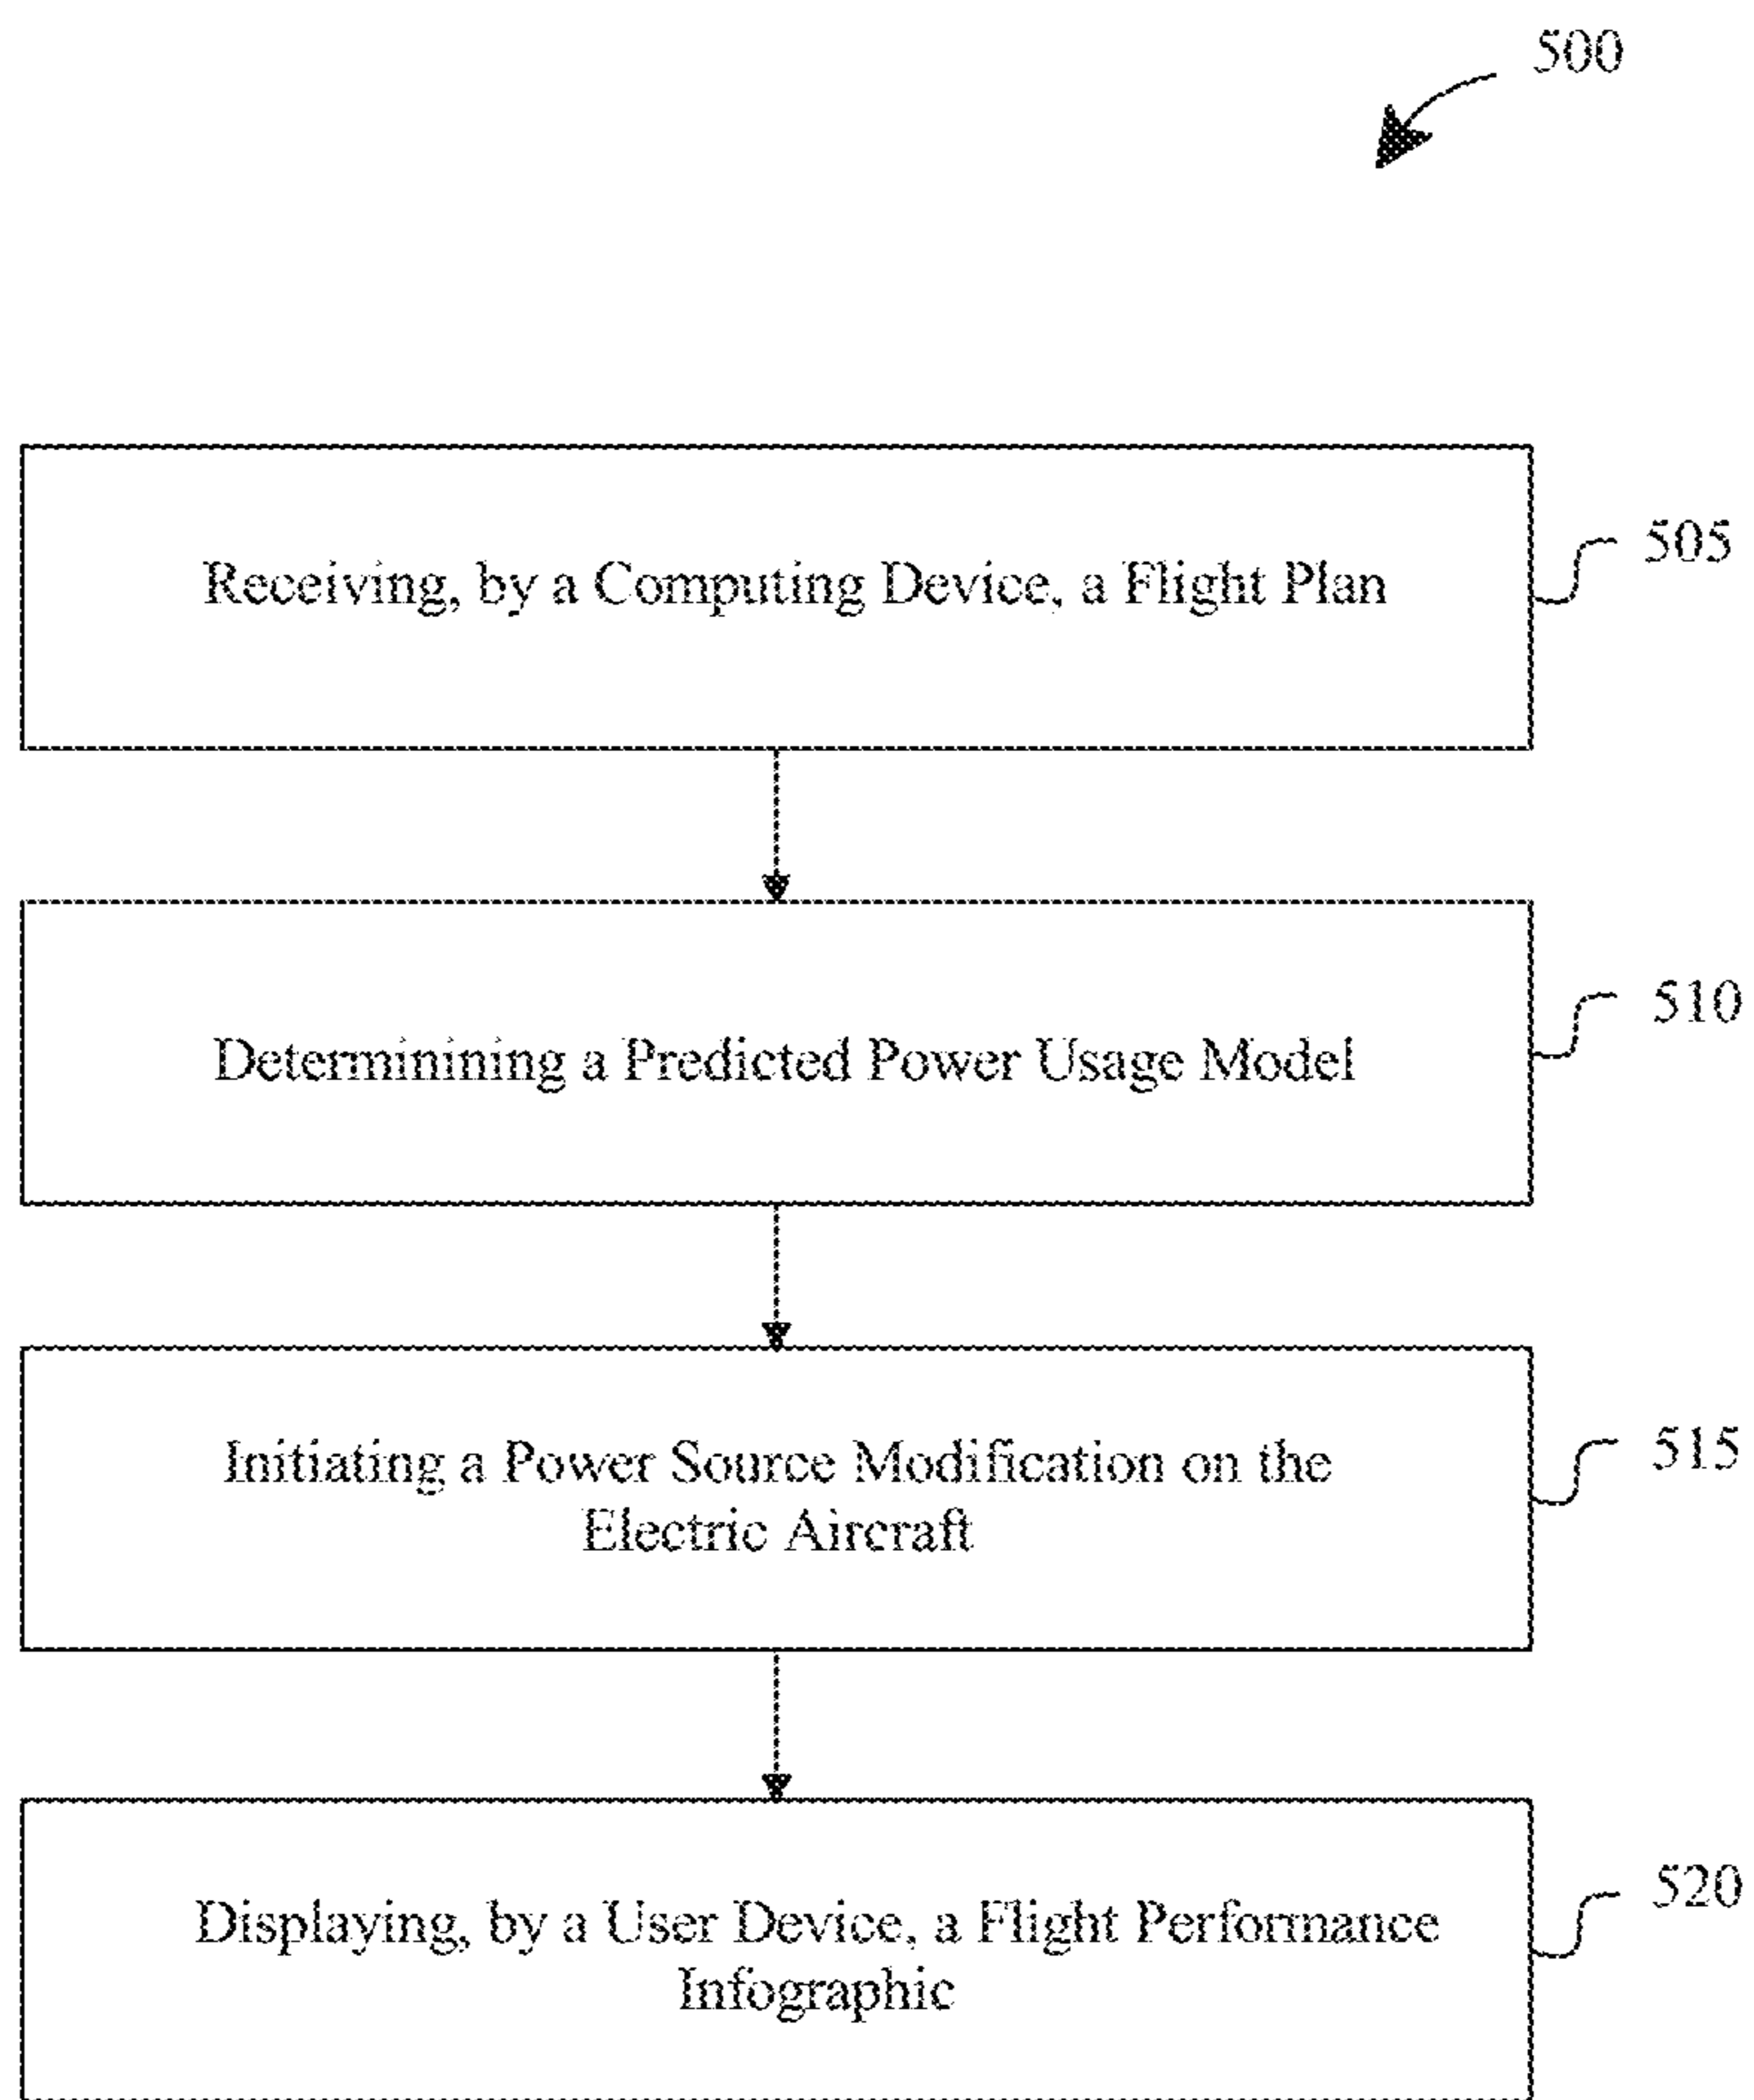 500
Receiving, by a Computing Device, a Flight Plan
505
Determinining a Predicted Power Usage Model
510
Initiating a Power Source Modification on the
Electric Aircraft
515
Displaying, by a User Device, a Flight Performance
Infographic
520